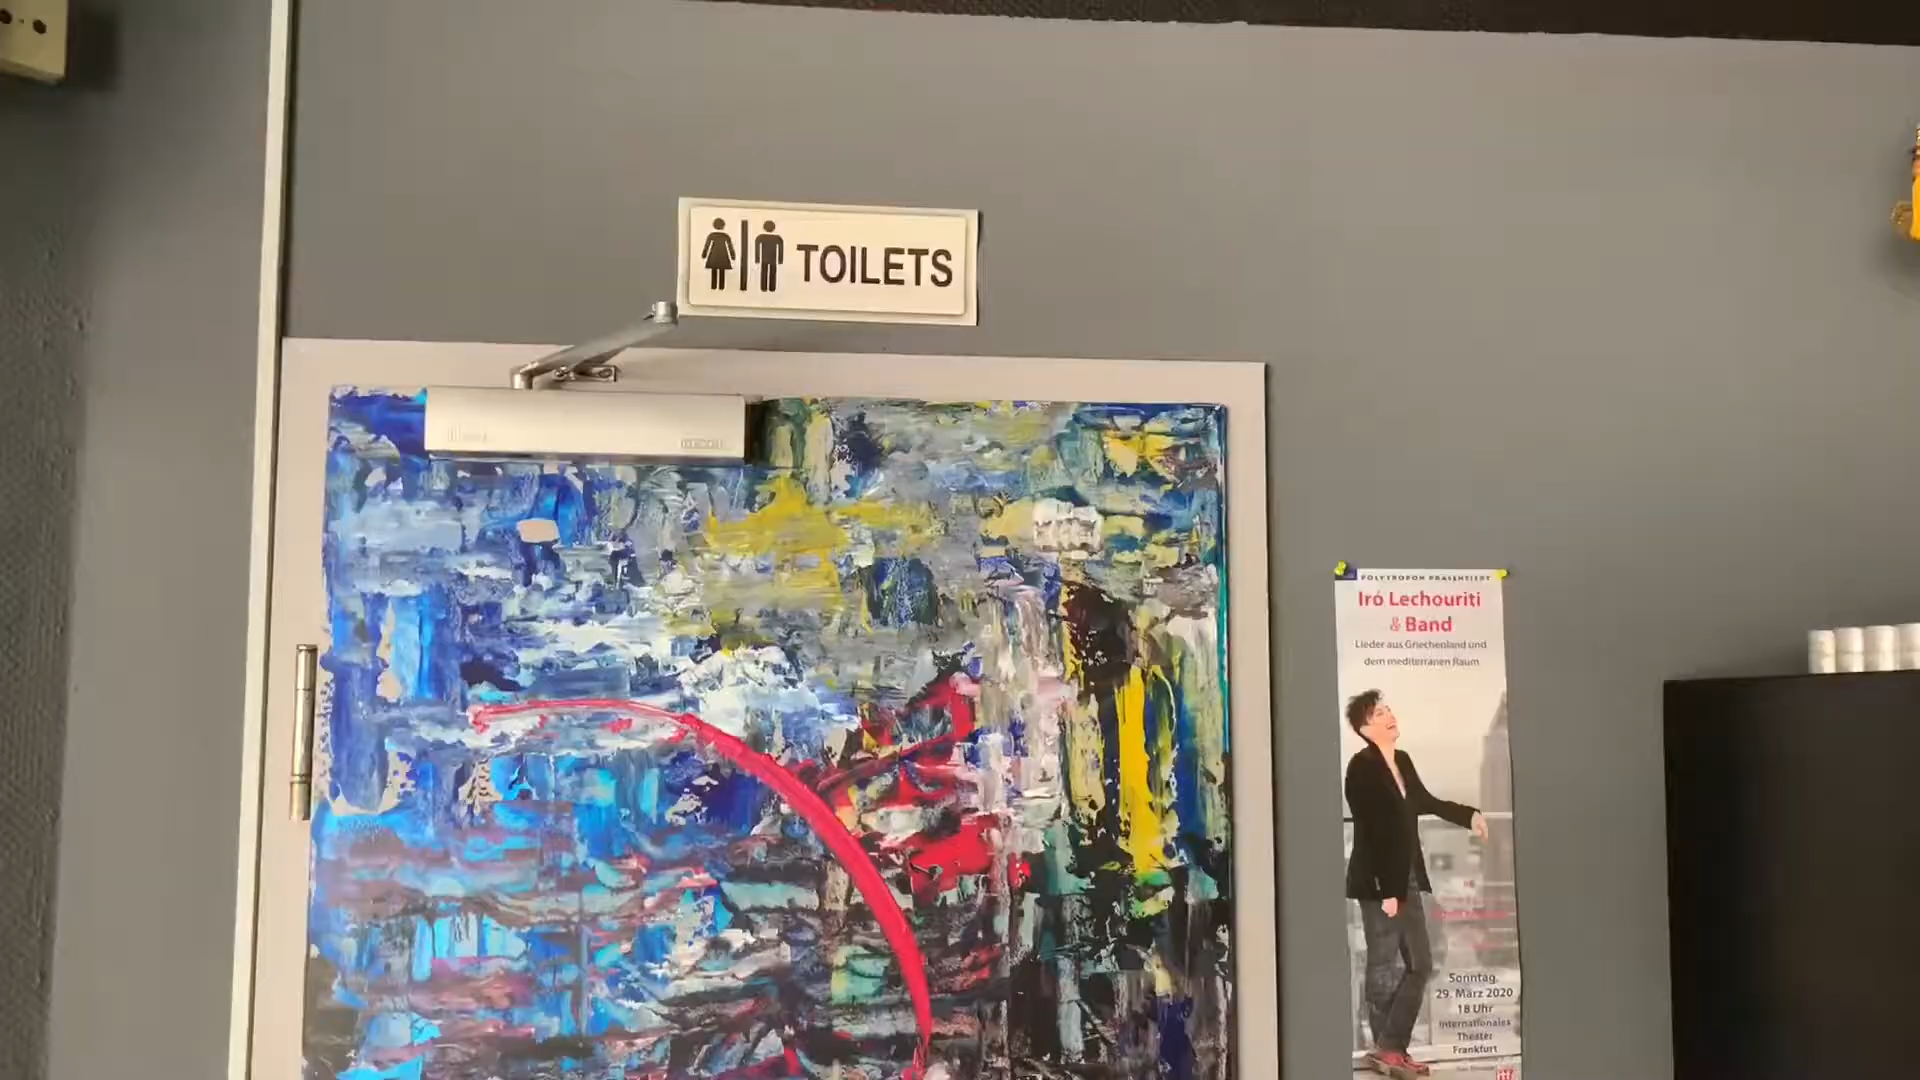 TOILETS
POLYTROPON PRÄSENTIERT
Iró Lechouriti
& Band
Lieder aus Griechenland und
dem mediterranen Raum
Sonntag,
29. März 2020
18 Uhr
Internationales
Theater
Frankfurt